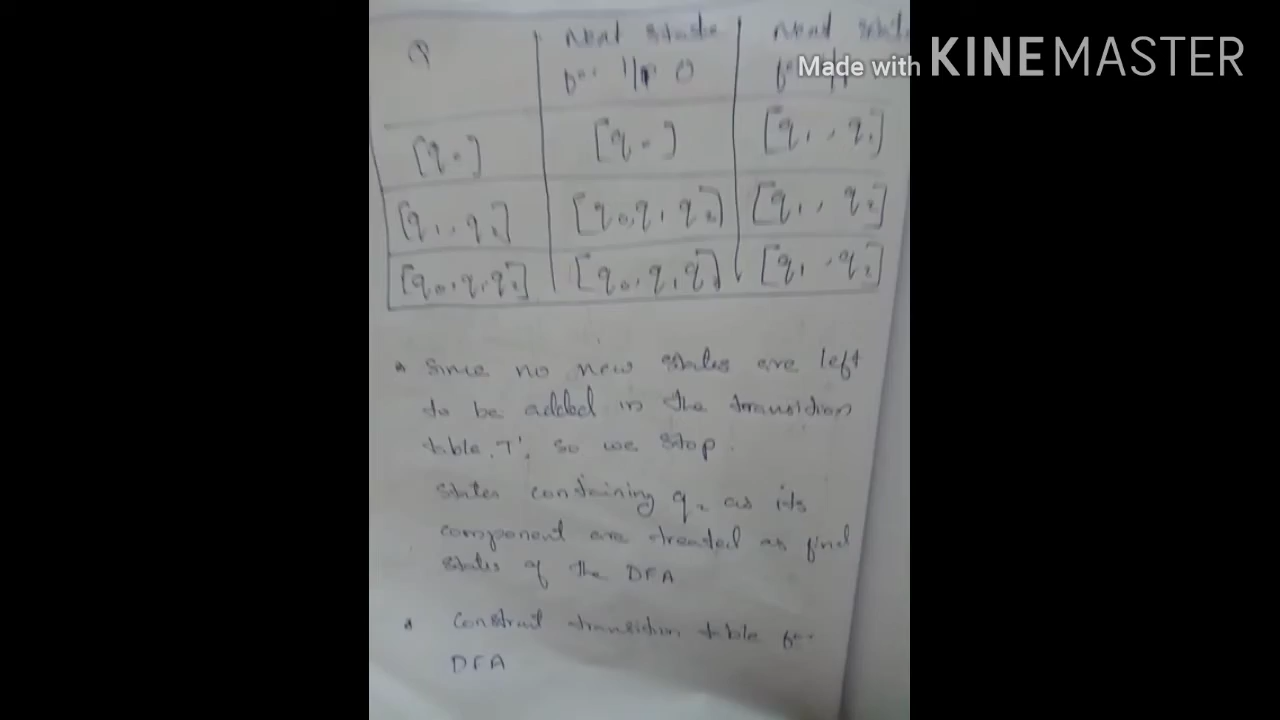 Q | Next state | Next state
for I/P 0 | for I/P
Made with KINEMASTER
[q0] | [q0] | [q1, q2]
[q1, q2] | [q0,q1 q2] | [q1, q2]
[q0,q1,q2] | [q0,q1q2] | [q1, q2]
• Since no new states are left
to be added in the transition
table T', so we stop.
States containing q2 as its
component are treated as final
states of the DFA
• Construct transition table for
DFA